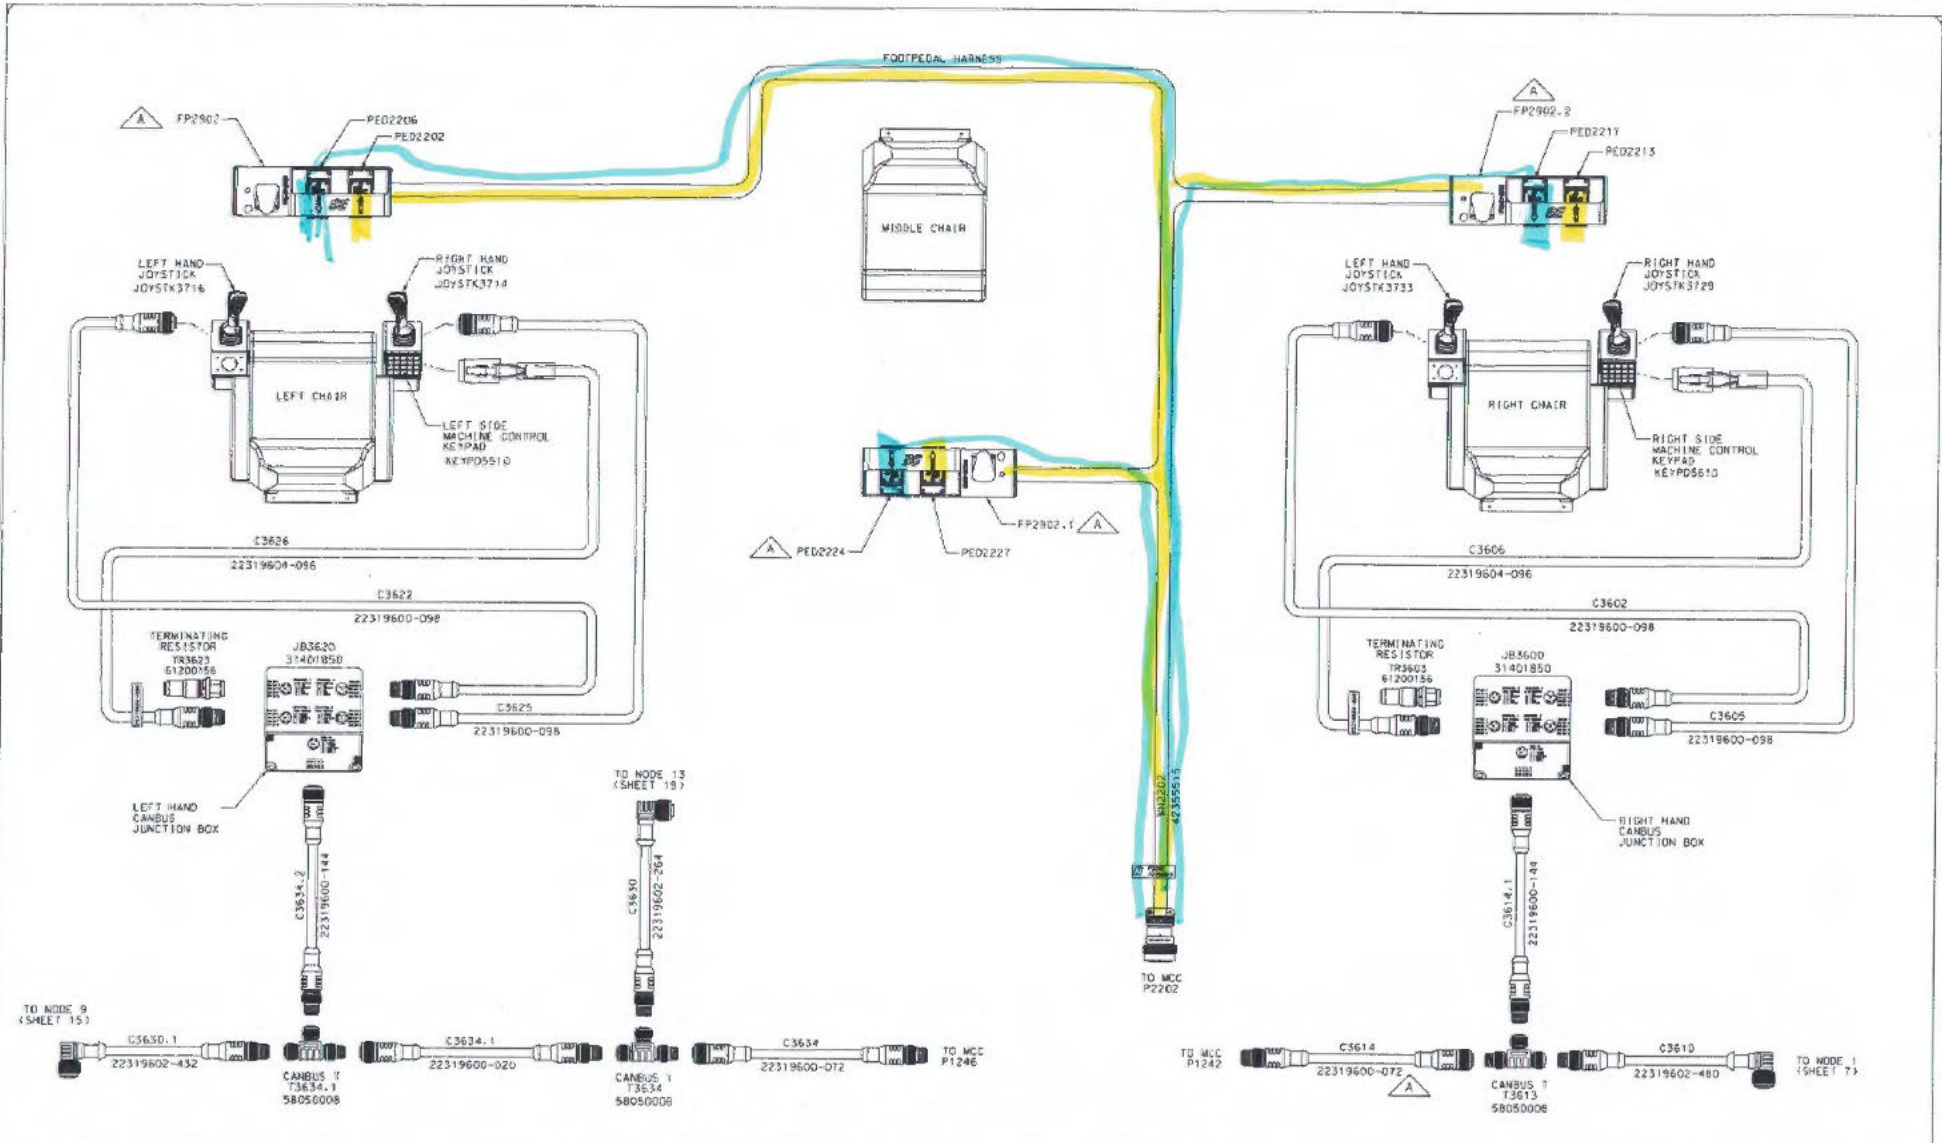 FOOTPEDAL HARNESS
A
FP2902
PED2206
PED2202
A
FP2902.2
PED2217
PED2213
MIDDLE CHAIR
LEFT HAND
JOYSTICK
JOYSTK3716
RIGHT HAND
JOYSTICK
JOYSTK3714
LEFT CHAIR
LEFT SIDE
MACHINE CONTROL
KEYPAD
KEYPD5510
LEFT HAND
JOYSTICK
JOYSTK3733
RIGHT HAND
JOYSTICK
JOYSTK3729
RIGHT CHAIR
RIGHT SIDE
MACHINE CONTROL
KEYPAD
KEYPD5610
FP2902.1
A
A
PED2224
PED2227
C3626
22319604-096
C3622
22319600-098
TERMINATING
RESISTOR
TR3623
61200156
JB3620
31401850
C3625
22319600-098
LEFT HAND
CANBUS
JUNCTION BOX
C3606
22319604-096
C3602
22319600-098
TERMINATING
RESISTOR
TR3603
61200156
JB3600
31401850
C3605
22319600-098
RIGHT HAND
CANBUS
JUNCTION BOX
TO NODE 13
(SHEET 19)
C3634.2
22319600-144
C3630
22319602-264
WH2202
42355515
TO MCC
P2202
C3614.1
22319600-144
TO NODE 9
(SHEET 15)
C3630.1
22319602-432
CANBUS T
T3634.1
58050008
C3634.1
22319600-020
CANBUS T
T3634
58050008
C3634
22319600-072
TO MCC
P1246
TO MCC
P1242
C3614
22319600-072
A
CANBUS T
T3613
58050008
C3610
22319602-480
TO NODE 1
(SHEET 7)